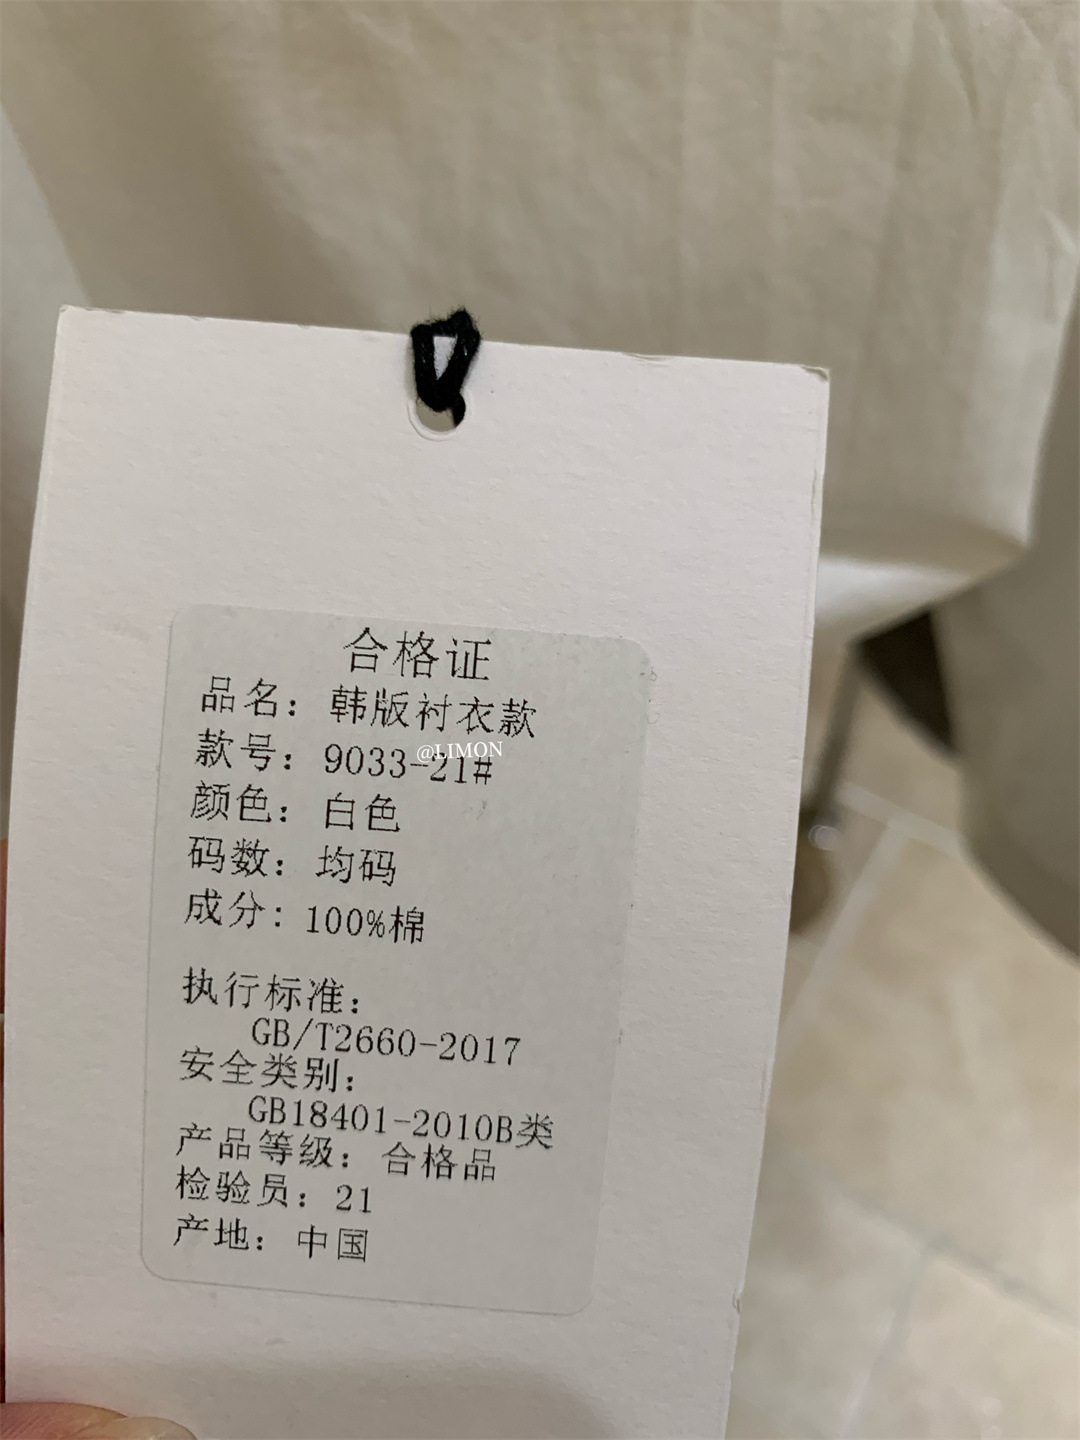 合格证
品名：韩版衬衣款
款号：9033-21#
@LIMON
颜色：白色
码数：均码
成分：100%棉
执行标准：
GB/T2660-2017
安全类别：
GB18401-2010B类
产品等级：合格品
检验员：21
产地：中国